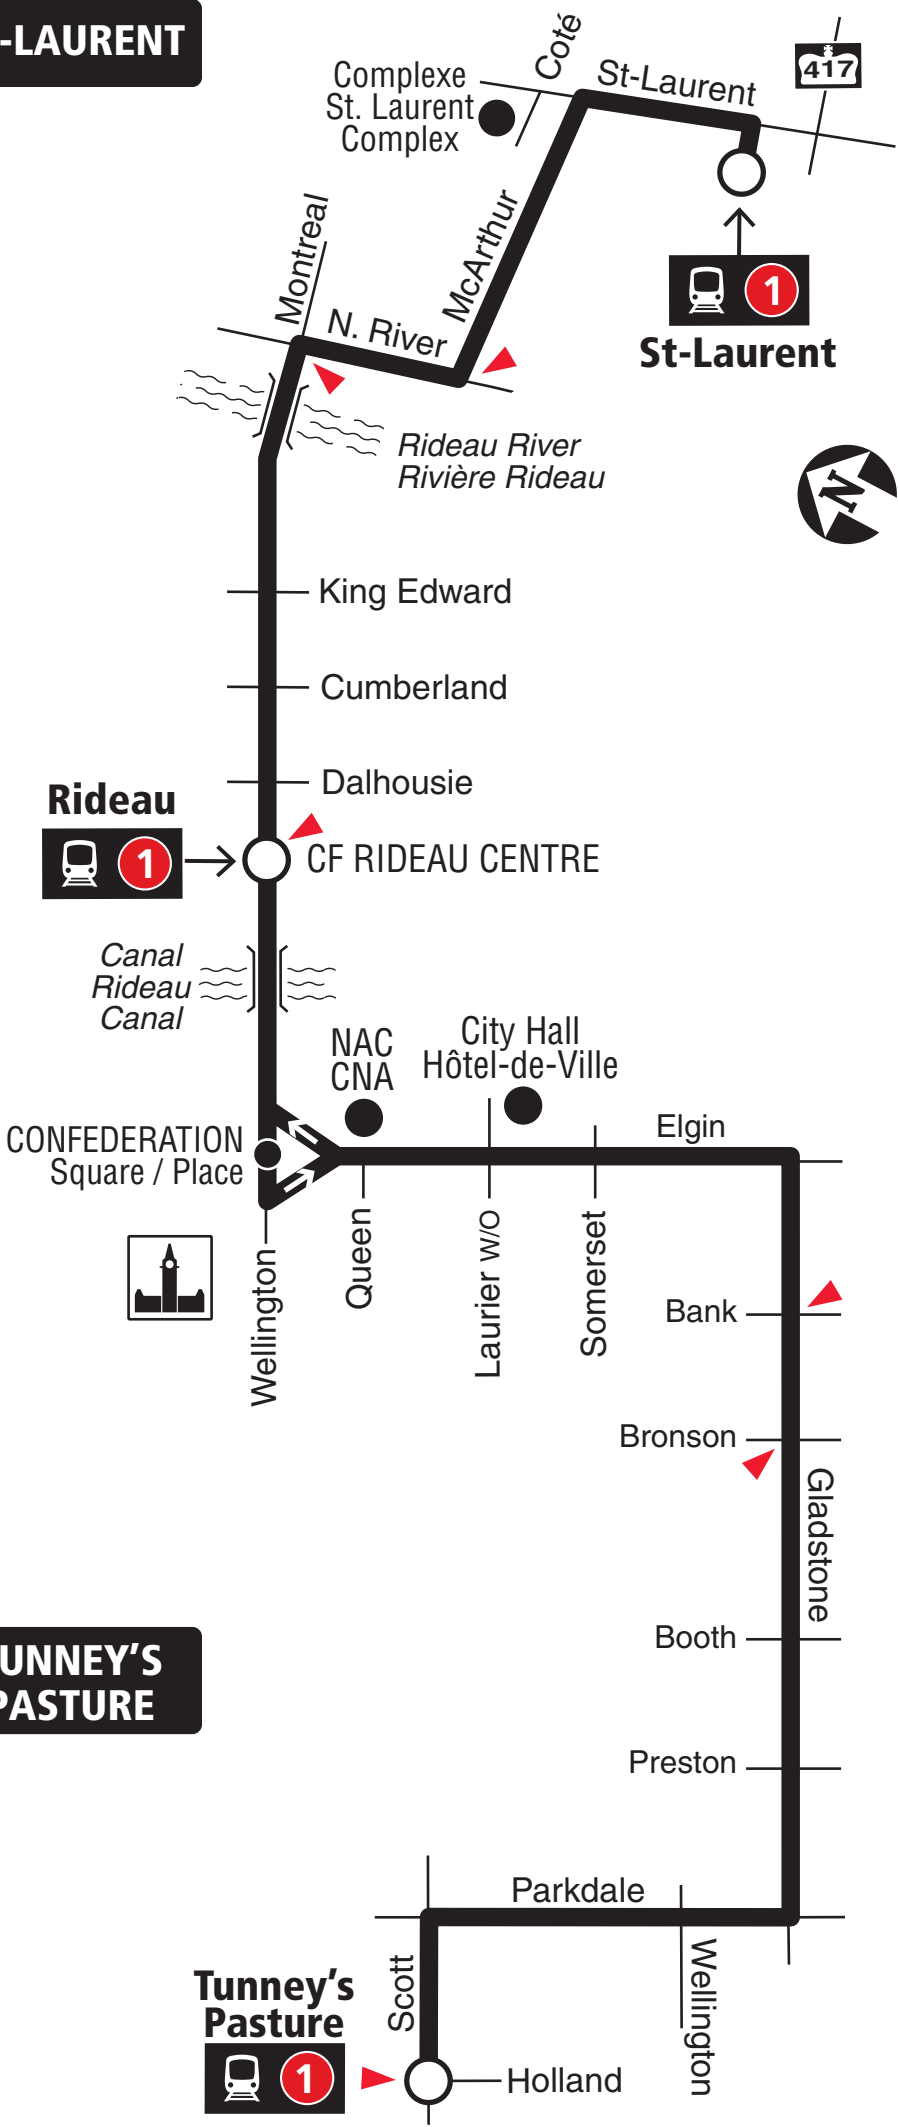 -LAURENT
Coté
St-Laurent
417
Complexe
St. Laurent
Complex
McArthur
Montreal
N. River
1
St-Laurent
Rideau River
Rivière Rideau
N
King Edward
Cumberland
Dalhousie
Rideau
1
CF RIDEAU CENTRE
Canal
Rideau
Canal
NAC
CNA
City Hall
Hôtel-de-Ville
CONFEDERATION
Square / Place
Elgin
Wellington
Queen
Laurier W/O
Somerset
Bank
Bronson
Gladstone
Booth
UNNEY'S
PASTURE
Preston
Parkdale
Wellington
Scott
Tunney's
Pasture
1
Holland